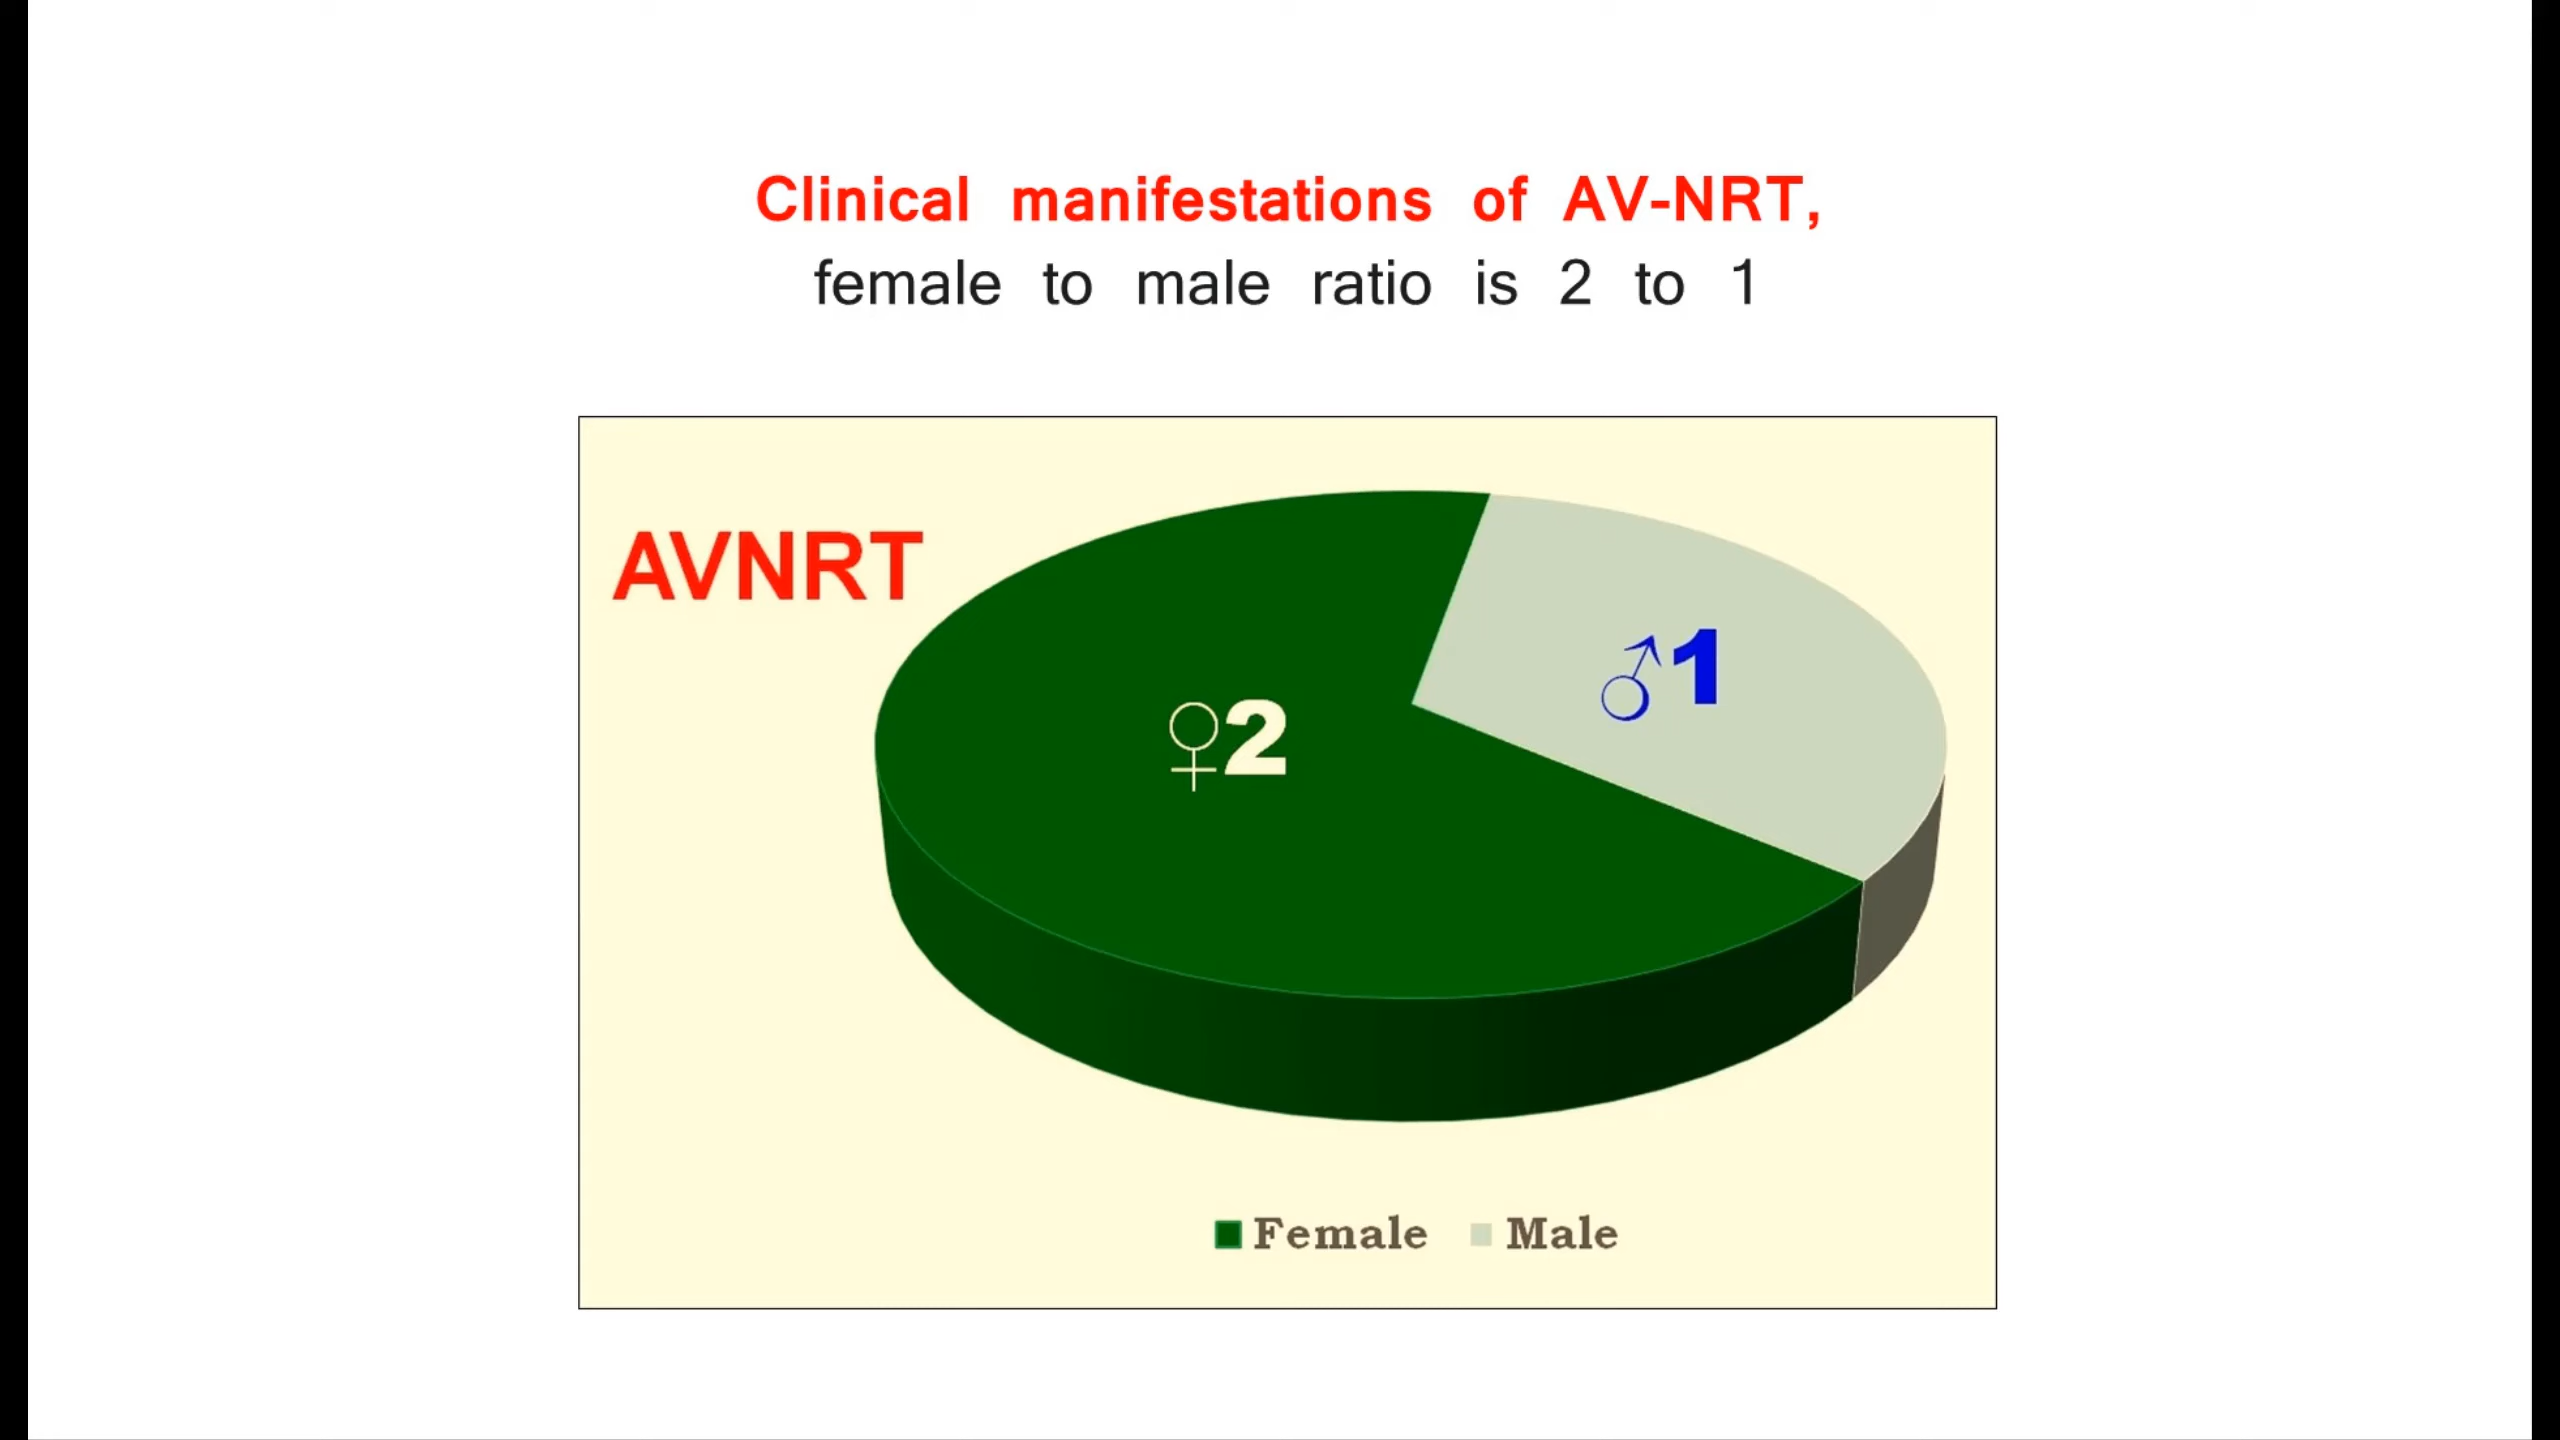 Clinical manifestations of AV-NRT,
female to male ratio is 2 to 1
AVNRT
♂1
♀2
Female Male